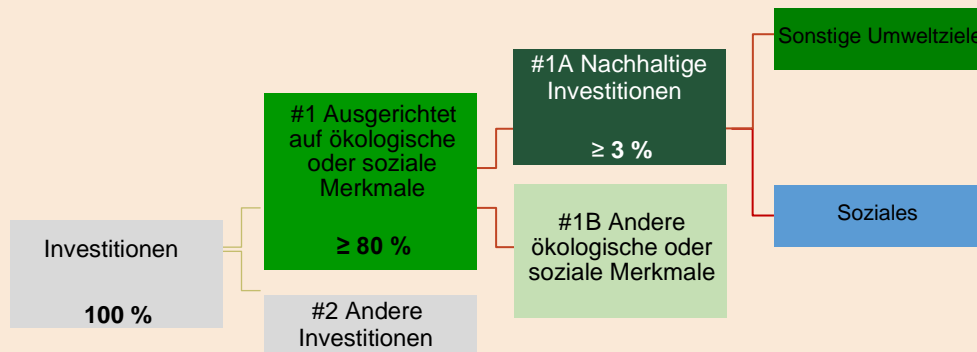 Investitionen
100 %
#1 Ausgerichtet
auf ökologische
oder soziale
Merkmale
≥ 80 %
#2 Andere
Investitionen
#1A Nachhaltige
Investitionen
≥ 3 %
#1B Andere
ökologische oder
soziale Merkmale
Sonstige Umweltziele
Soziales